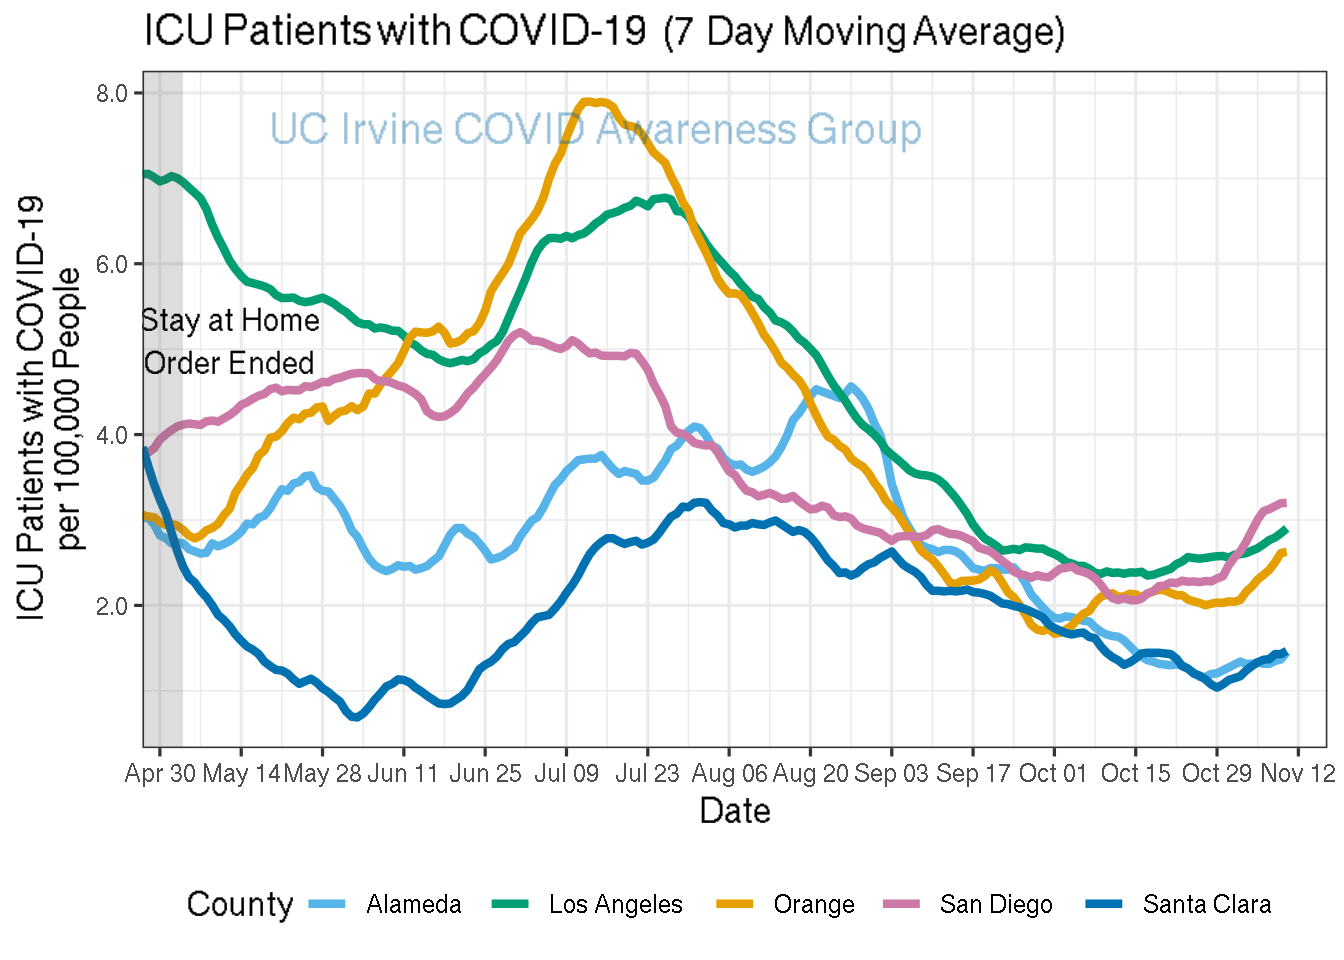 ICU Patients with COVID-19 (7 Day Moving Average)
UC Irvine COVID Awareness Group
ICU Patients with COVID-19
per 100,000 People
8.0
6.0
4.0
2.0
Stay at Home
Order Ended
Apr 30 May 14 May 28 Jun 11 Jun 25 Jul 09 Jul 23 Aug 06 Aug 20 Sep 03 Sep 17 Oct 01 Oct 15 Oct 29 Nov 12
Date
County Alameda Los Angeles Orange San Diego Santa Clara